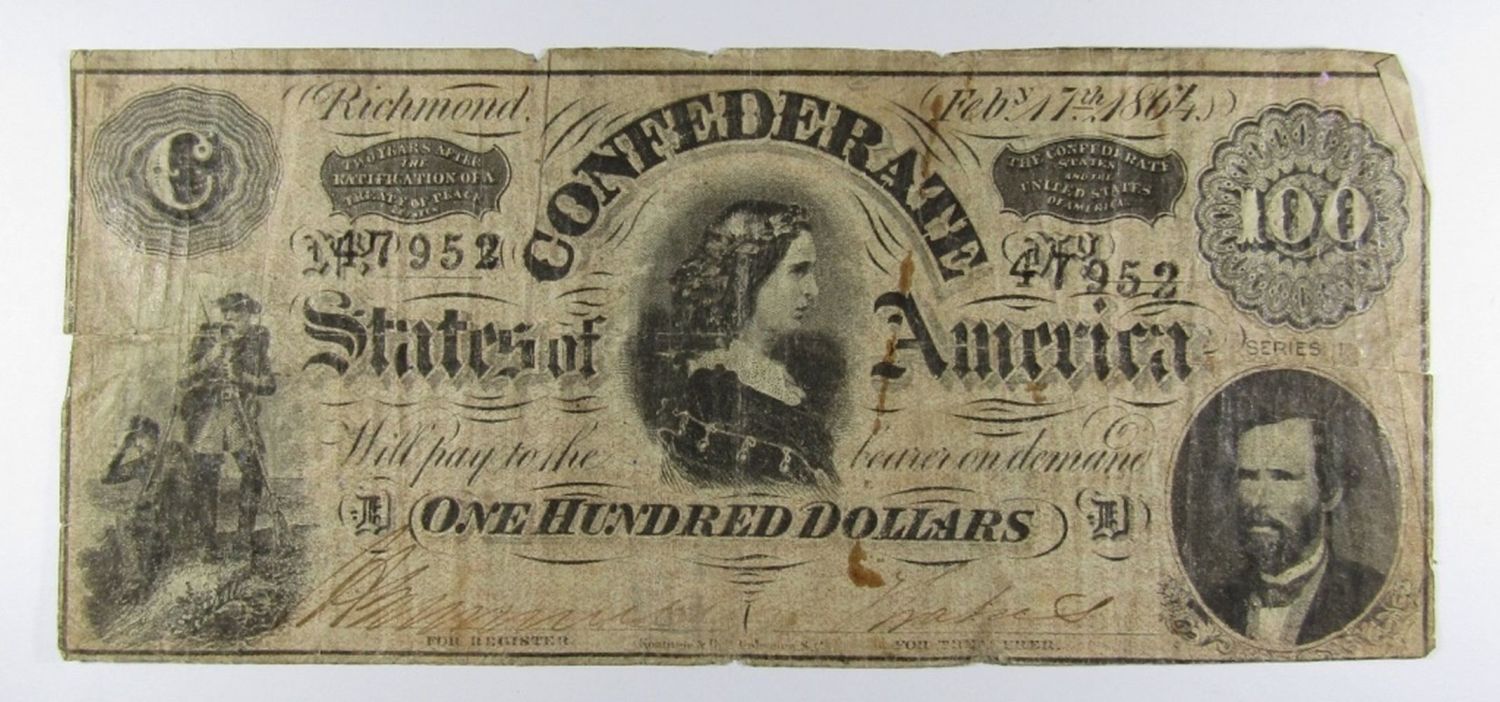 Richmond. Feby 17th 1864
C
TWO YEARS AFTER
THE
RATIFICATION OF A
TREATY OF PEACE
CONFEDERATE
THE CONFEDERATE
STATES
AND THE
UNITED STATES
OF AMERICA
100
No 47952
No 47952
States of America
SERIES 1
Will pay to the bearer on demand
D ONE HUNDRED DOLLARS D
FOR REGISTER
FOR TREASURER.